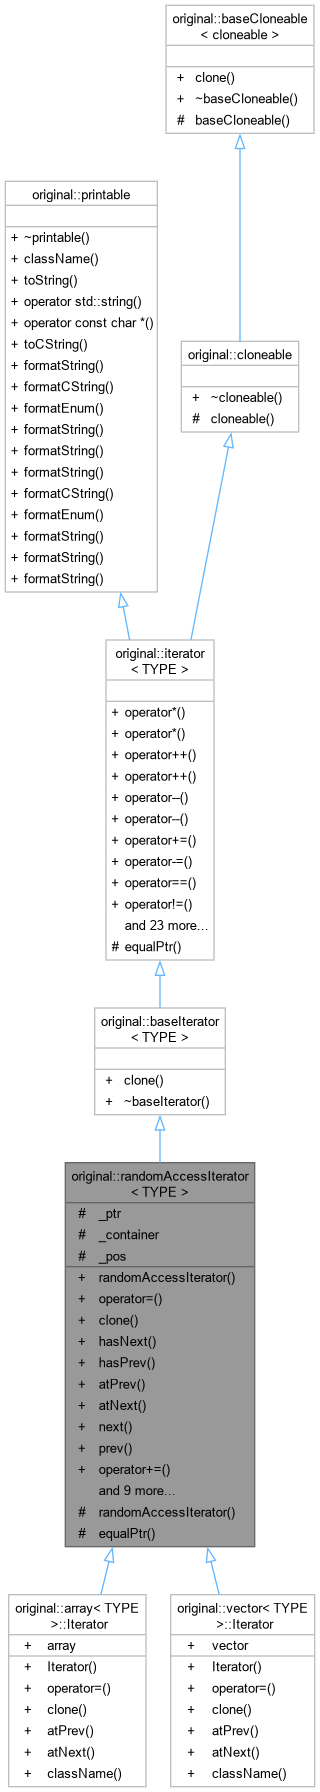 original::baseCloneable
< cloneable >
+ clone()
+ ~baseCloneable()
# baseCloneable()
original::printable
+ ~printable()
+ className()
+ toString()
+ operator std::string()
+ operator const char *()
+ toCString()
+ formatString()
+ formatCString()
+ formatEnum()
+ formatString()
+ formatString()
+ formatString()
+ formatCString()
+ formatEnum()
+ formatString()
+ formatString()
+ formatString()
original::cloneable
+ ~cloneable()
# cloneable()
original::iterator
< TYPE >
+ operator*()
+ operator*()
+ operator++()
+ operator++()
+ operator--()
+ operator--()
+ operator+=()
+ operator-=()
+ operator==()
+ operator!=()
and 23 more...
# equalPtr()
original::baseIterator
< TYPE >
+ clone()
+ ~baseIterator()
original::randomAccessIterator
< TYPE >
# _ptr
# _container
# _pos
+ randomAccessIterator()
+ operator=()
+ clone()
+ hasNext()
+ hasPrev()
+ atPrev()
+ atNext()
+ next()
+ prev()
+ operator+=()
and 9 more...
# randomAccessIterator()
# equalPtr()
original::array< TYPE
>::Iterator
+ array
+ Iterator()
+ operator=()
+ clone()
+ atPrev()
+ atNext()
+ className()
original::vector< TYPE
>::Iterator
+ vector
+ Iterator()
+ operator=()
+ clone()
+ atPrev()
+ atNext()
+ className()